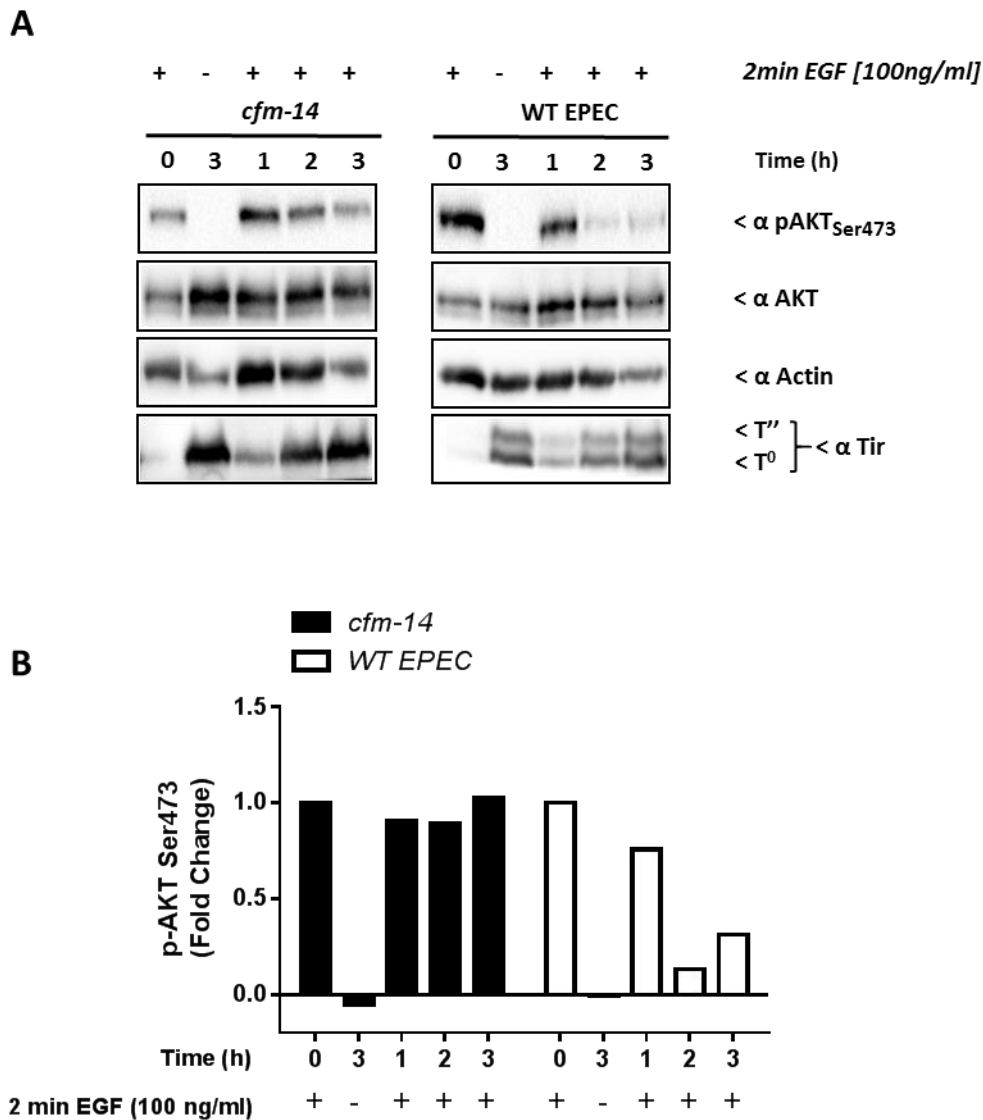 A
+ - + + + + - + + + 2min EGF [100ng/ml]
cfm-14 WT EPEC
0 3 1 2 3 0 3 1 2 3 Time (h)
< α pAKTSer473
< α AKT
< α Actin
< T’’
< α Tir
< T0
cfm-14
B WT EPEC
p-AKT Ser473
(Fold Change)
1.5
1.0
0.5
0.0
Time (h) 0 3 1 2 3 0 3 1 2 3
2 min EGF (100 ng/ml) + - + + + + - + + +